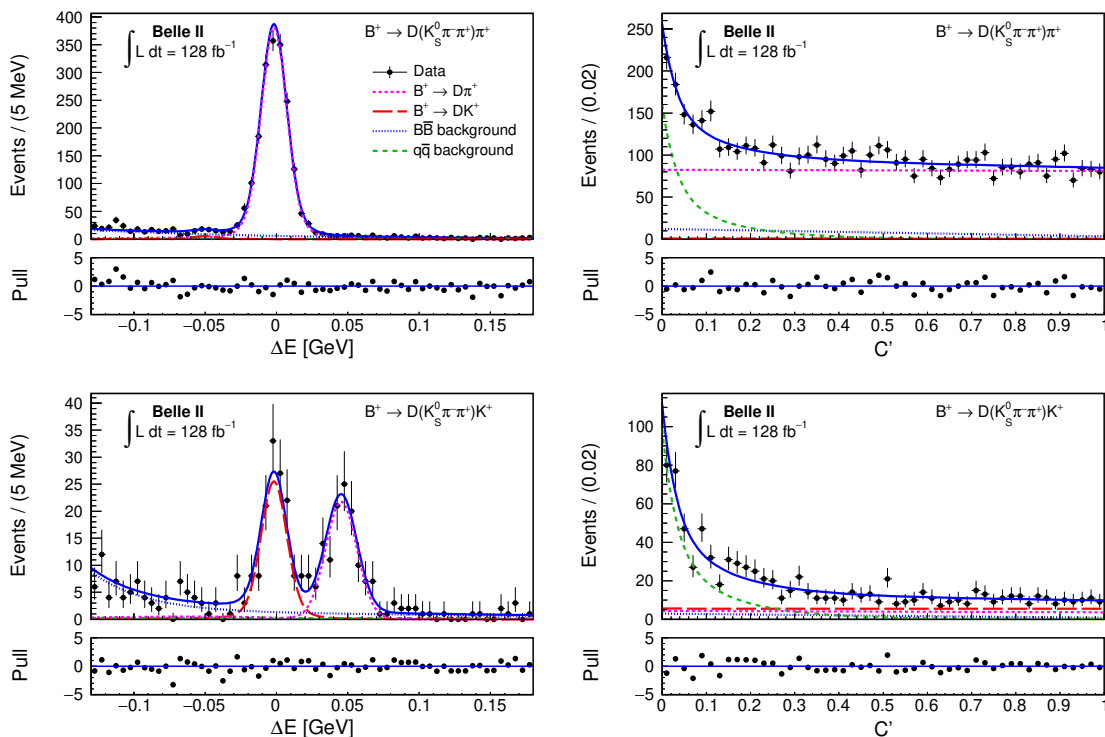 Belle II
∫ L dt = 128 fb⁻¹
B⁺ → D(K⁰_S π⁻π⁺)π⁺
Data
B⁺ → Dπ⁺
B⁺ → DK⁺
BB̅ background
qq̅ background
Events / (5 MeV)
400
350
300
250
200
150
100
50
0
Pull
5
0
−5
−0.1 −0.05 0 0.05 0.1 0.15
ΔE [GeV]
Belle II
∫ L dt = 128 fb⁻¹
B⁺ → D(K⁰_S π⁻π⁺)π⁺
Events / (0.02)
250
200
150
100
50
0
Pull
5
0
−5
0 0.1 0.2 0.3 0.4 0.5 0.6 0.7 0.8 0.9 1
C'
Belle II
∫ L dt = 128 fb⁻¹
B⁺ → D(K⁰_S π⁻π⁺)K⁺
Events / (5 MeV)
40
35
30
25
20
15
10
5
0
Pull
5
0
−5
−0.1 −0.05 0 0.05 0.1 0.15
ΔE [GeV]
Belle II
∫ L dt = 128 fb⁻¹
B⁺ → D(K⁰_S π⁻π⁺)K⁺
Events / (0.02)
100
80
60
40
20
0
Pull
5
0
−5
0 0.1 0.2 0.3 0.4 0.5 0.6 0.7 0.8 0.9 1
C'